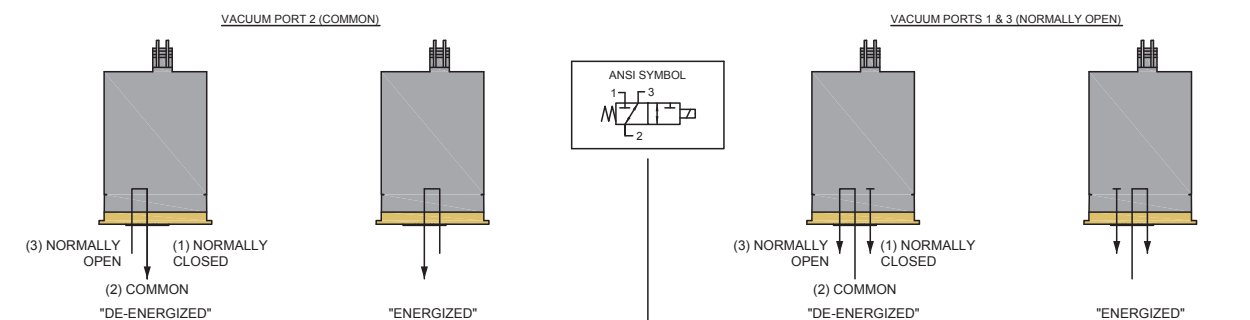 VACUUM PORT 2 (COMMON)
VACUUM PORTS 1 & 3 (NORMALLY OPEN)
ANSI SYMBOL
1
3
2
(3) NORMALLY
OPEN
(1) NORMALLY
CLOSED
(2) COMMON
"DE-ENERGIZED"
"ENERGIZED"
(3) NORMALLY
OPEN
(1) NORMALLY
CLOSED
(2) COMMON
"DE-ENERGIZED"
"ENERGIZED"